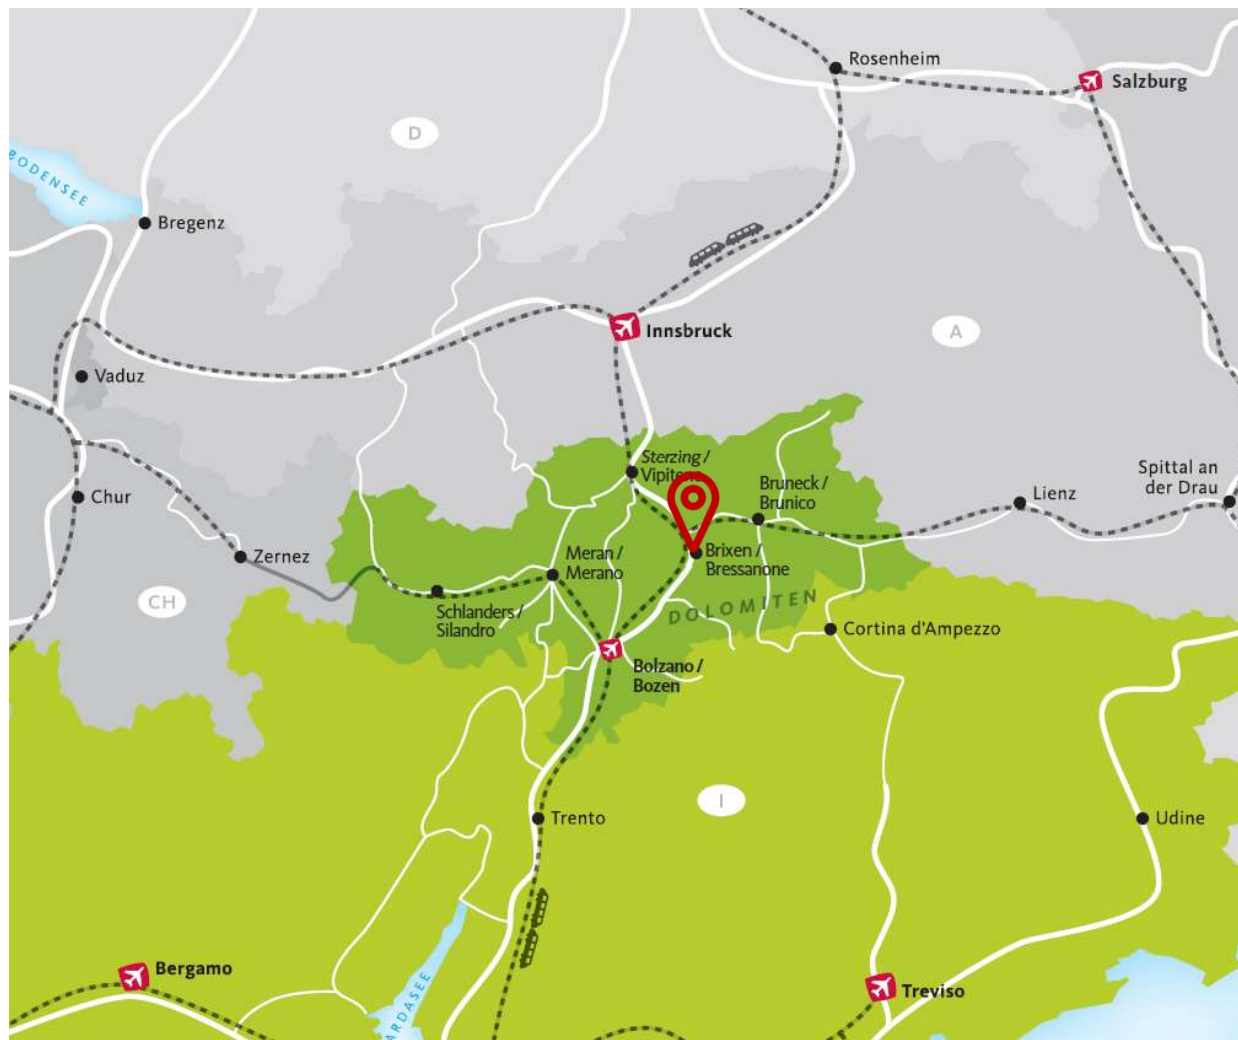 Rosenheim
Salzburg
D
BODENSEE
Bregenz
Innsbruck
A
Vaduz
Sterzing /
Vipiteno
Bruneck /
Brunico
Spittal an
der Drau
Lienz
Chur
Zernez
Meran /
Merano
Brixen /
Bressanone
CH
Schlanders /
Silandro
DOLOMITEN
Cortina d'Ampezzo
Bolzano /
Bozen
I
Trento
Udine
Bergamo
ARDASEE
Treviso